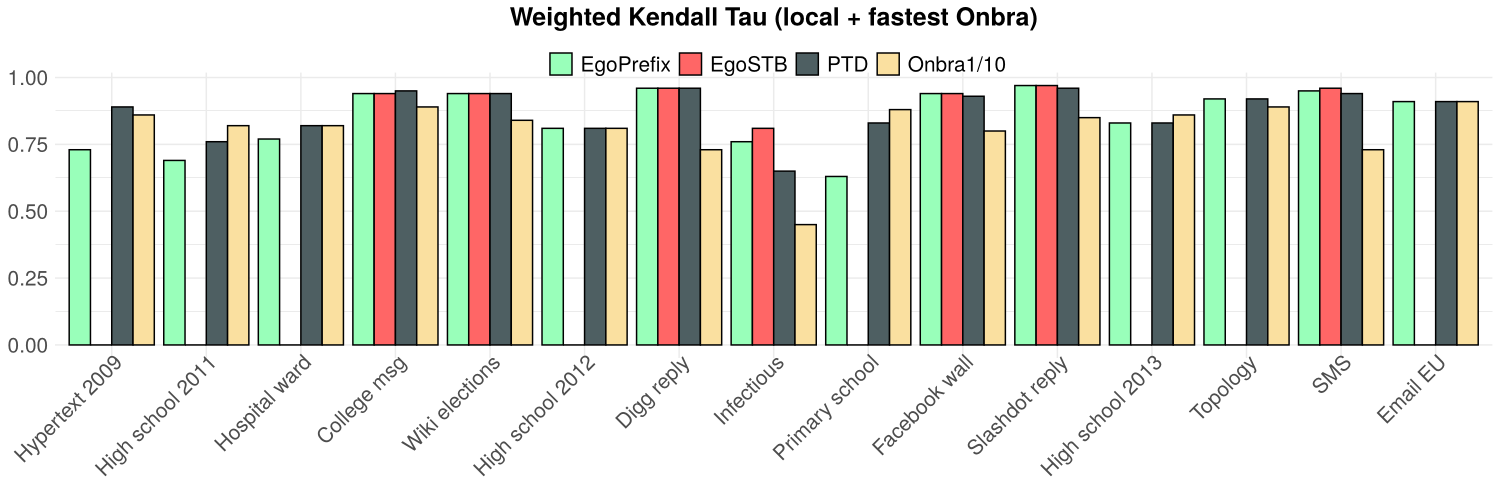 Weighted Kendall Tau (local + fastest Onbra)
EgoPrefix EgoSTB PTD Onbra1/10
1.00
0.75
0.50
0.25
0.00
Hypertext 2009
High school 2011
Hospital ward
College msg
Wiki elections
High school 2012
Digg reply
Infectious
Primary school
Facebook wall
Slashdot reply
High school 2013
Topology
SMS
Email EU